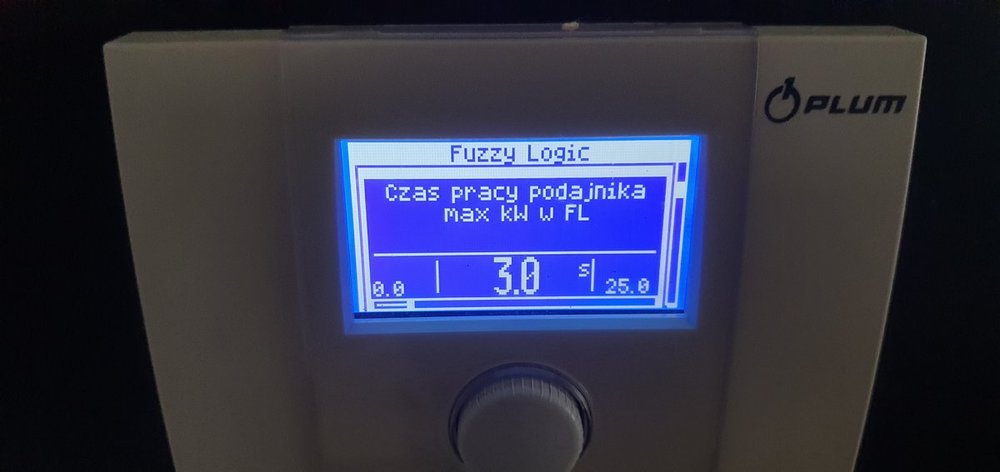 PLUM
Fuzzy Logic
Czas pracy podajnika
max kW w FL
0.0 3.0 s 25.0